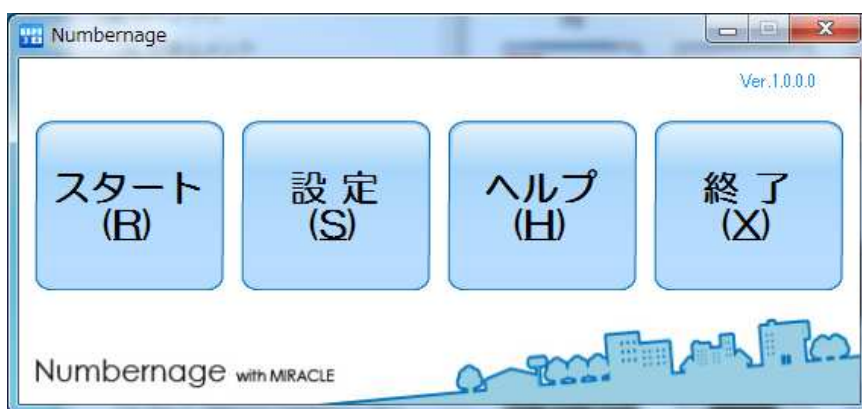 Numbernage
Ver.1.0.0.0
スタート
(R)
設 定
(S)
ヘルプ
(H)
終 了
(X)
Numbernage with MIRACLE